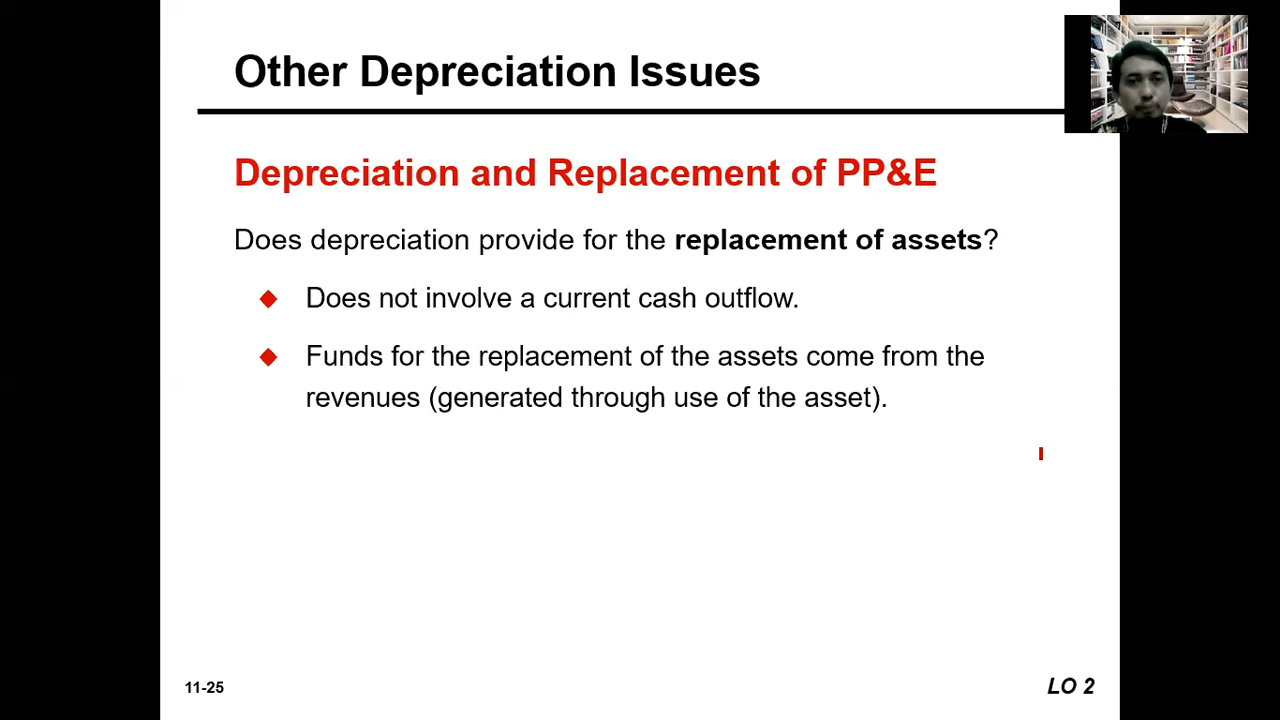 Other Depreciation Issues
Depreciation and Replacement of PP&E
Does depreciation provide for the replacement of assets?
Does not involve a current cash outflow.
Funds for the replacement of the assets come from the
revenues (generated through use of the asset).
11-25
LO 2